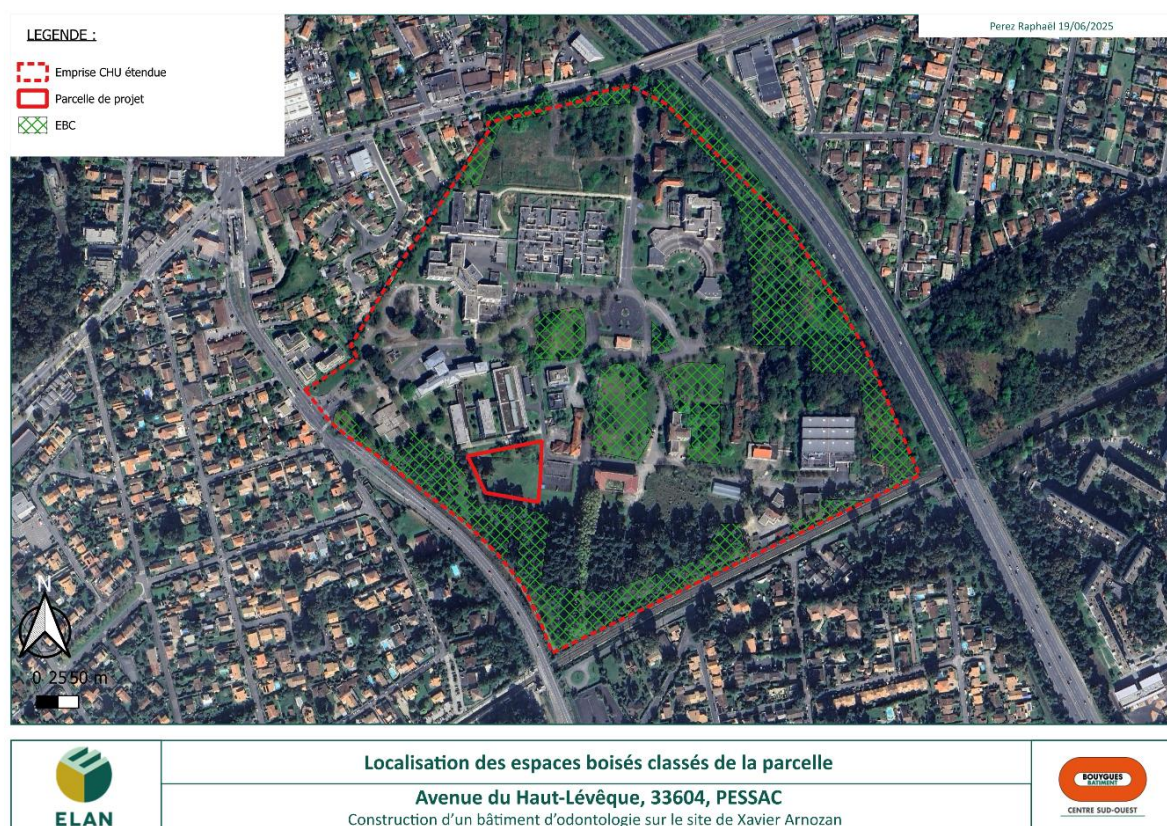 LEGENDE :
Perez Raphaël 19/06/2025
Emprise CHU étendue
Parcelle de projet
EBC
N
0 25 50 m
Localisation des espaces boisés classés de la parcelle
Avenue du Haut-Lévêque, 33604, PESSAC
Construction d'un bâtiment d'odontologie sur le site de Xavier Arnozan
ELAN
BOUYGUES
BATIMENT
CENTRE SUD-OUEST